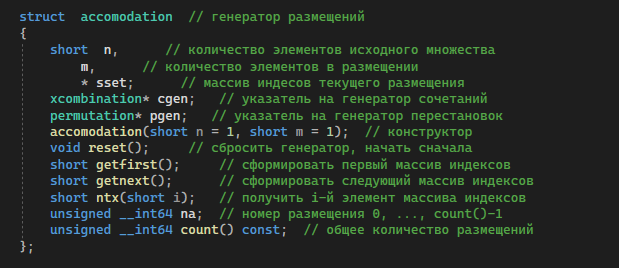 struct  accomodation  // генератор размещений
{
    short  n,      // количество элементов исходного множества
        m,     // количество элементов в размещении
        * sset;      // массив индесов текущего размещения
    xcombination* cgen;   // указатель на генератор сочетаний
    permutation* pgen;   // указатель на генератор перестановок
    accomodation(short n = 1, short m = 1);  // конструктор
    void reset();     // сбросить генератор, начать сначала
    short getfirst();     // сформировать первый массив индексов
    short getnext();      // сформировать следующий массив индексов
    short ntx(short i);   // получить i-й элемент массива индексов
    unsigned __int64 na;  // номер размещения 0, ..., count()-1
    unsigned __int64 count() const;  // общее количество размещений
};